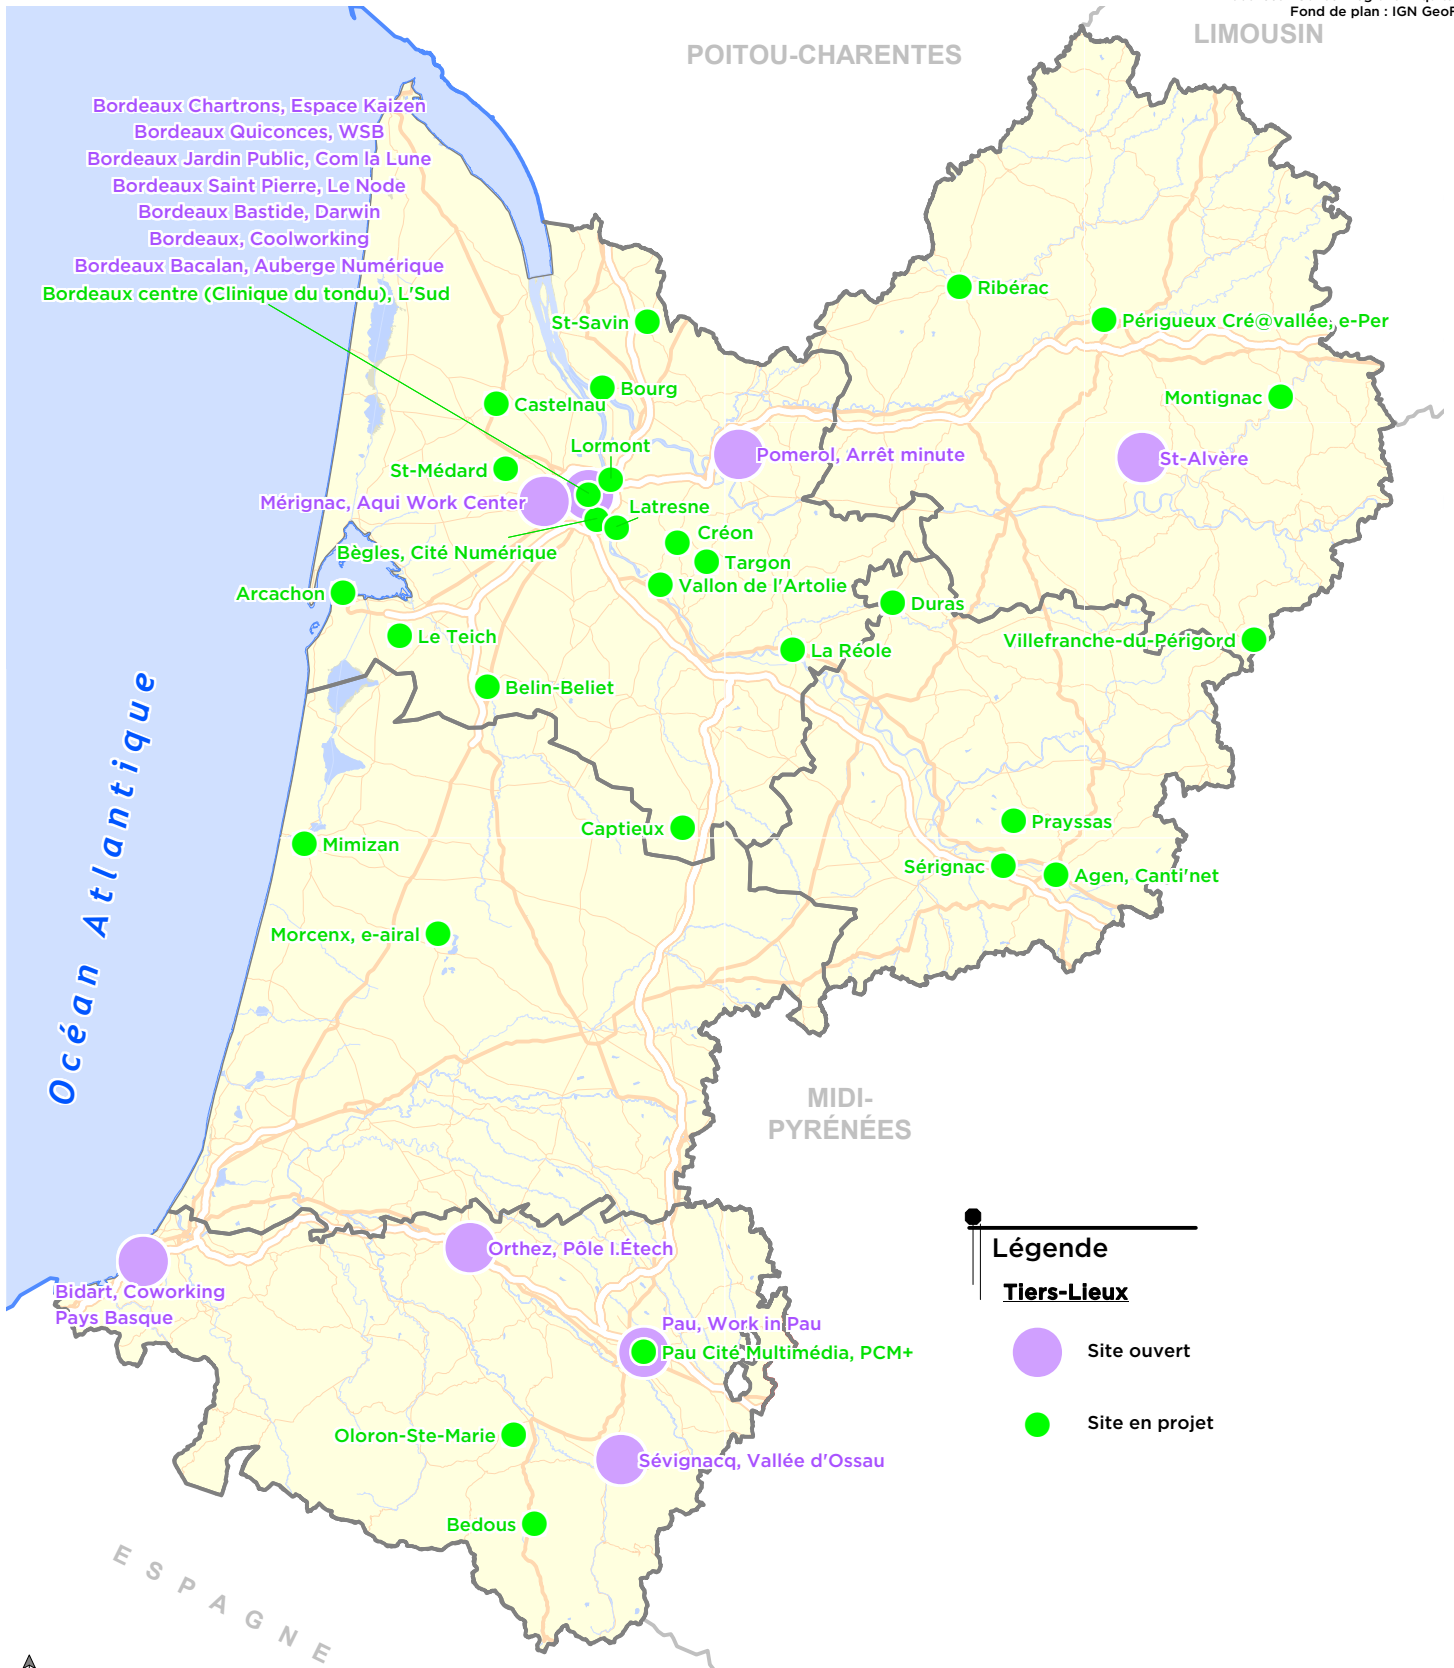 Fond de plan : IGN
LIMOUSIN
POITOU-CHARENTES
Bordeaux Chartrons, Espace Kaizen
Bordeaux Quiconces, WSB
Bordeaux Jardin Public, Com la Lune
Bordeaux Saint Pierre, Le Node
Bordeaux Bastide, Darwin
Bordeaux, Coolworking
Bordeaux Bacalan, Auberge Numérique
Bordeaux centre (Clinique du tondu), L'Sud
Ribérac
St-Savin
Périgueux Cré@vallée, e-Per
Bourg
Castelnau
Montignac
Lormont
Pomerol, Arrêt minute
St-Alvère
St-Médard
Mérignac, Aqui Work Center
Latresne
Créon
Bègles, Cité Numérique
Targon
Vallon de l'Artolie
Arcachon
Duras
Le Teich
Villefranche-du-Périgord
La Réole
Belin-Beliet
Océan Atlantique
Captieux
Prayssas
Mimizan
Sérignac
Agen, Canti'net
Morcenx, e-airal
MIDI-
PYRÉNÉES
Orthez, Pôle I.Étech
Légende
Bidart, Coworking
Pays Basque
Tiers-Lieux
Pau, Work in Pau
Pau Cité Multimédia, PCM+
Site ouvert
Site en projet
Oloron-Ste-Marie
Sévignacq, Vallée d'Ossau
Bedous
ESPAGNE